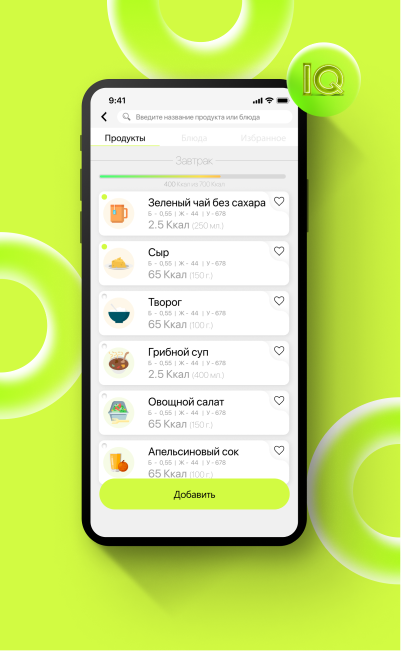 IQ
9:41
Введите название продукта или блюда
Продукты Блюда Избранное
Завтрак
400 Ккал из 700 Ккал
Зеленый чай без сахара
Б - 0,55 | Ж - 44 | У - 678
2.5 Ккал (250 мл.)
Сыр
Б - 0,55 | Ж - 44 | У - 678
65 Ккал (150 г.)
Творог
Б - 0,55 | Ж - 44 | У - 678
65 Ккал (100 г.)
Грибной суп
Б - 0,55 | Ж - 44 | У - 678
2.5 Ккал (400 мл.)
Овощной салат
Б - 0,55 | Ж - 44 | У - 678
65 Ккал (150 г.)
Апельсиновый сок
Б - 0,55 | Ж - 44 | У - 678
65 Ккал (100 г.)
Добавить